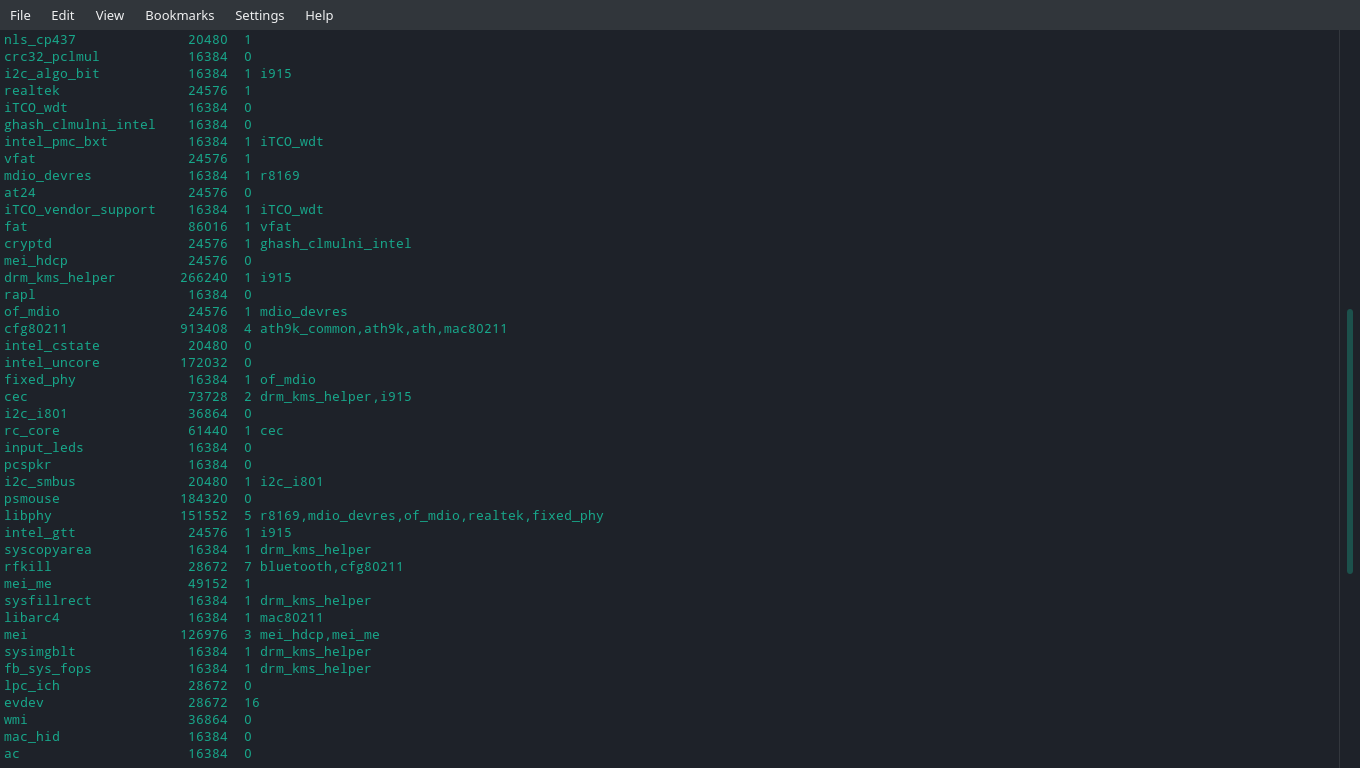 File Edit View Bookmarks Settings Help
nls_cp437 20480 1
crc32_pclmul 16384 0
i2c_algo_bit 16384 1 i915
realtek 24576 1
iTCO_wdt 16384 0
ghash_clmulni_intel 16384 0
intel_pmc_bxt 16384 1 iTCO_wdt
vfat 24576 1
mdio_devres 16384 1 r8169
at24 24576 0
iTCO_vendor_support 16384 1 iTCO_wdt
fat 86016 1 vfat
cryptd 24576 1 ghash_clmulni_intel
mei_hdcp 24576 0
drm_kms_helper 266240 1 i915
rapl 16384 0
of_mdio 24576 1 mdio_devres
cfg80211 913408 4 ath9k_common,ath9k,ath,mac80211
intel_cstate 20480 0
intel_uncore 172032 0
fixed_phy 16384 1 of_mdio
cec 73728 2 drm_kms_helper,i915
i2c_i801 36864 0
rc_core 61440 1 cec
input_leds 16384 0
pcspkr 16384 0
i2c_smbus 20480 1 i2c_i801
psmouse 184320 0
libphy 151552 5 r8169,mdio_devres,of_mdio,realtek,fixed_phy
intel_gtt 24576 1 i915
syscopyarea 16384 1 drm_kms_helper
rfkill 28672 7 bluetooth,cfg80211
mei_me 49152 1
sysfillrect 16384 1 drm_kms_helper
libarc4 16384 1 mac80211
mei 126976 3 mei_hdcp,mei_me
sysimgblt 16384 1 drm_kms_helper
fb_sys_fops 16384 1 drm_kms_helper
lpc_ich 28672 0
evdev 28672 16
wmi 36864 0
mac_hid 16384 0
ac 16384 0